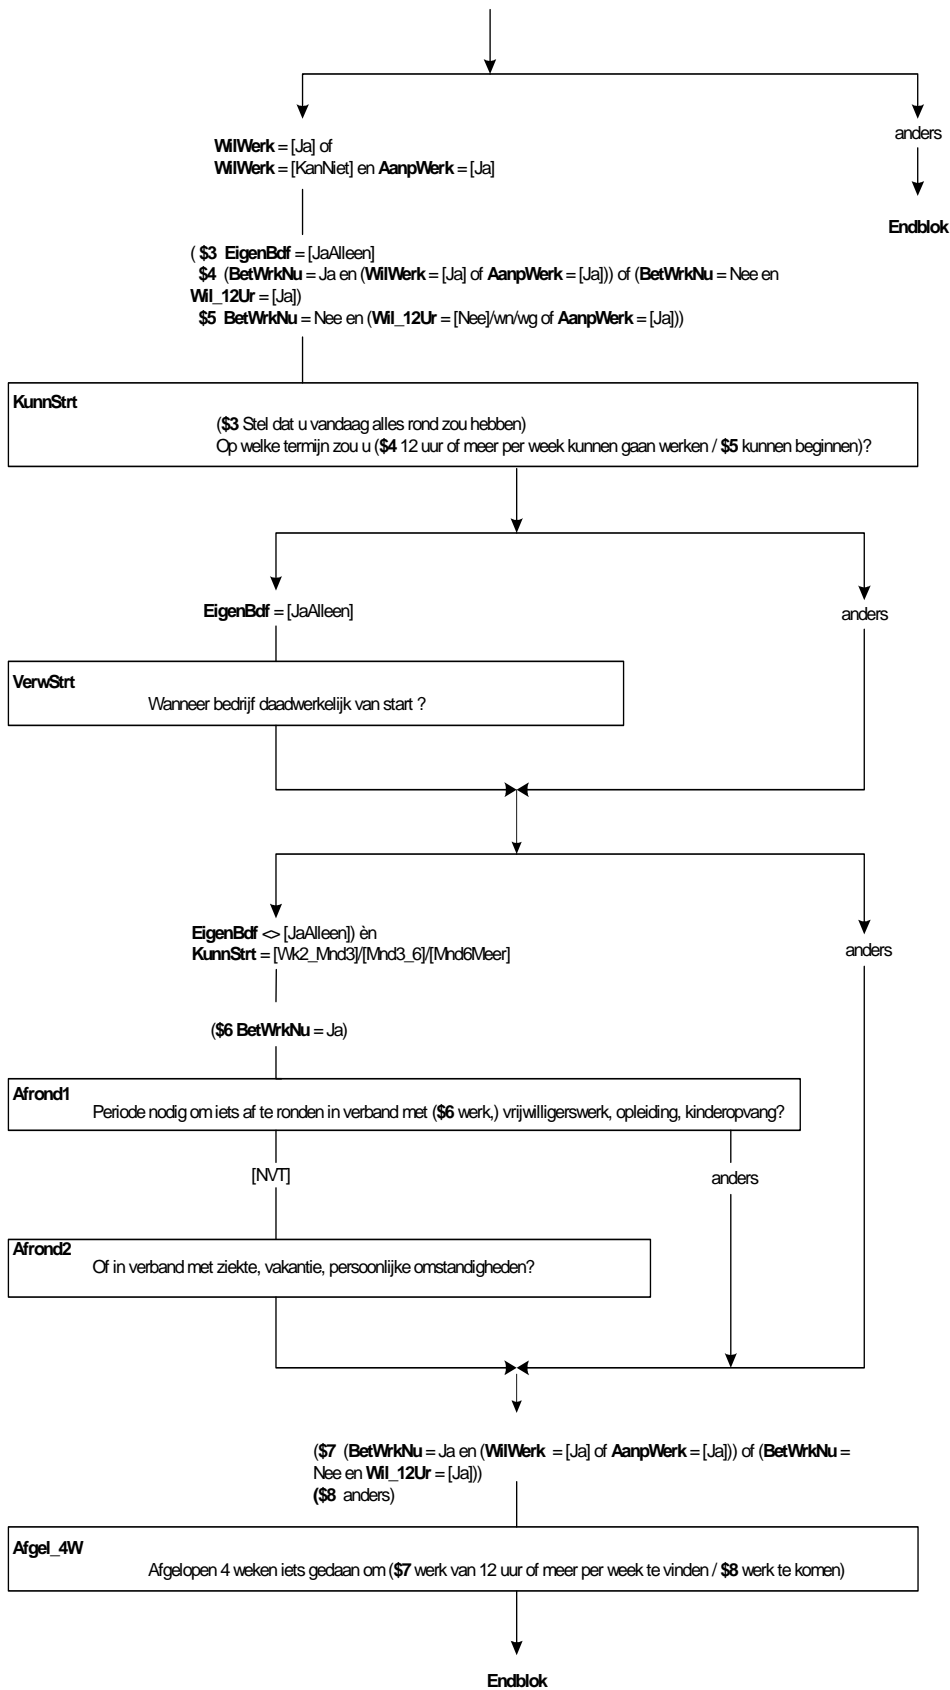 anders
WilWerk = [Ja] of
WilWerk = [KanNiet] en AanpWerk = [Ja]
Endblok
( $3 EigenBdf = [JaAlleen]
$4 (BetWrkNu = Ja en (WilWerk = [Ja] of AanpWerk = [Ja])) of (BetWrkNu = Nee en
Wil_12Ur = [Ja])
$5 BetWrkNu = Nee en (Wil_12Ur = [Nee]/wn/wg of AanpWerk = [Ja]))
KunnStrt
($3 Stel dat u vandaag alles rond zou hebben)
Op welke termijn zou u ($4 12 uur of meer per week kunnen gaan werken / $5 kunnen beginnen)?
EigenBdf = [JaAlleen]
anders
VerwStrt
Wanneer bedrijf daadwerkelijk van start ?
EigenBdf <> [JaAlleen]) èn
KunnStrt = [Wk2_Mnd3]/[Mnd3_6]/[Mnd6Meer]
anders
($6 BetWrkNu = Ja)
Afrond1
Periode nodig om iets af te ronden in verband met ($6 werk,) vrijwilligerswerk, opleiding, kinderopvang?
[NVT]
anders
Afrond2
Of in verband met ziekte, vakantie, persoonlijke omstandigheden?
($7 (BetWrkNu = Ja en (WilWerk = [Ja] of AanpWerk = [Ja])) of (BetWrkNu =
Nee en Wil_12Ur = [Ja]))
($8 anders)
Afgel_4W
Afgelopen 4 weken iets gedaan om ($7 werk van 12 uur of meer per week te vinden / $8 werk te komen)
Endblok